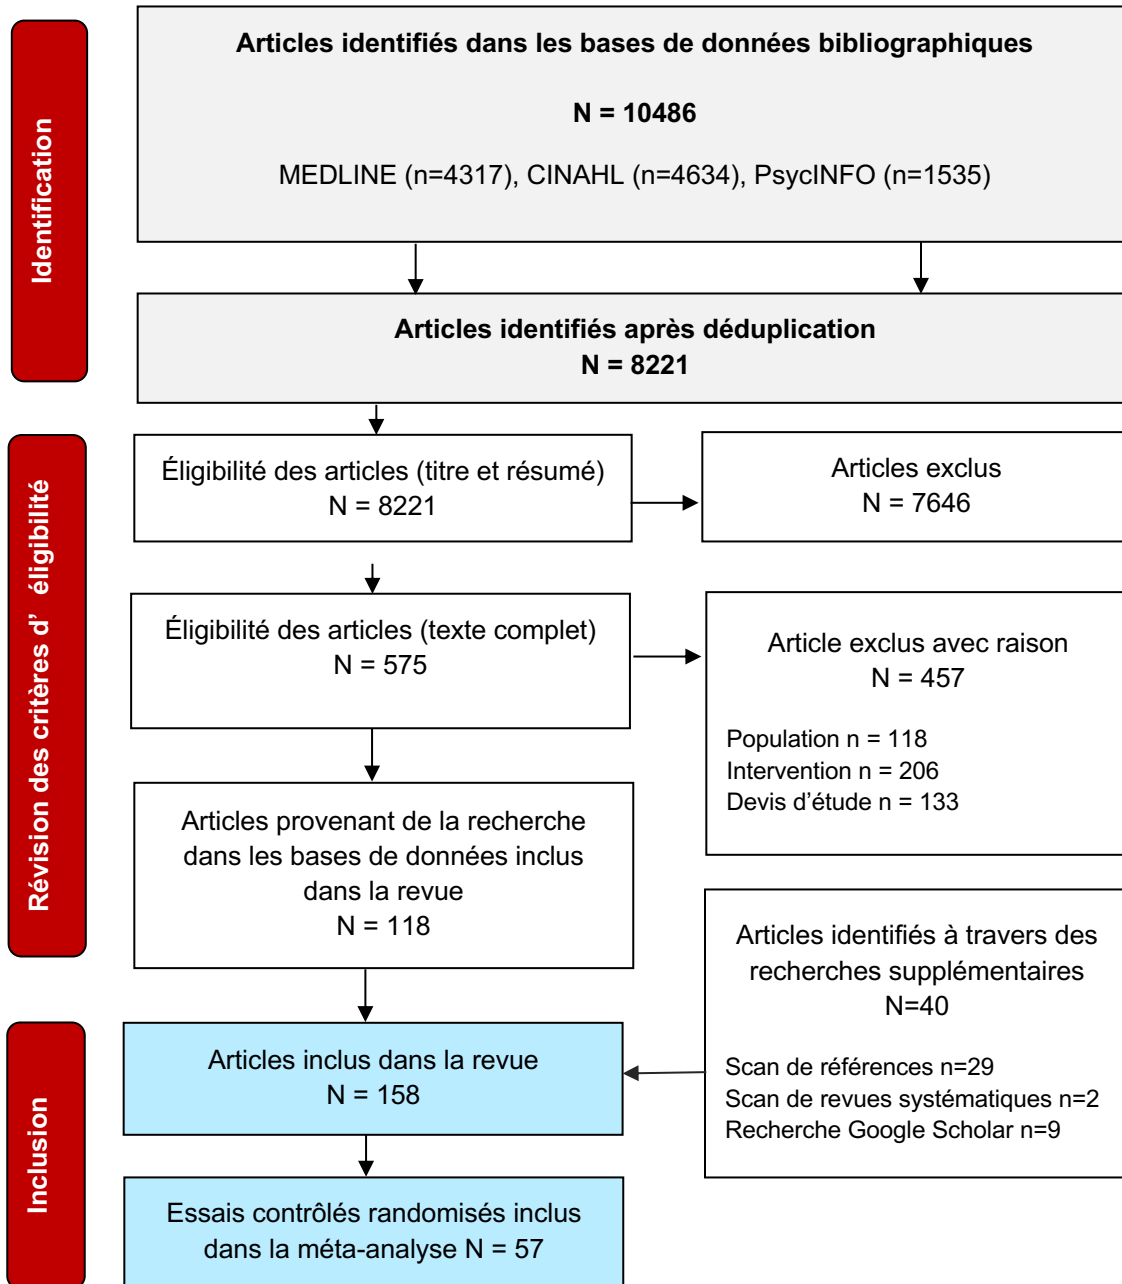 Identification
Articles identifiés dans les bases de données bibliographiques
N = 10486
MEDLINE (n=4317), CINAHL (n=4634), PsycINFO (n=1535)
Articles identifiés après déduplication
N = 8221
Révision des critères d’ éligibilité
Éligibilité des articles (titre et résumé)
N = 8221
Articles exclus
N = 7646
Éligibilité des articles (texte complet)
N = 575
Article exclus avec raison
N = 457
Population n = 118
Intervention n = 206
Devis d’étude n = 133
Articles provenant de la recherche
dans les bases de données inclus
dans la revue
N = 118
Articles identifiés à travers des
recherches supplémentaires
N=40
Scan de références n=29
Scan de revues systématiques n=2
Recherche Google Scholar n=9
Inclusion
Articles inclus dans la revue
N = 158
Essais contrôlés randomisés inclus
dans la méta-analyse N = 57